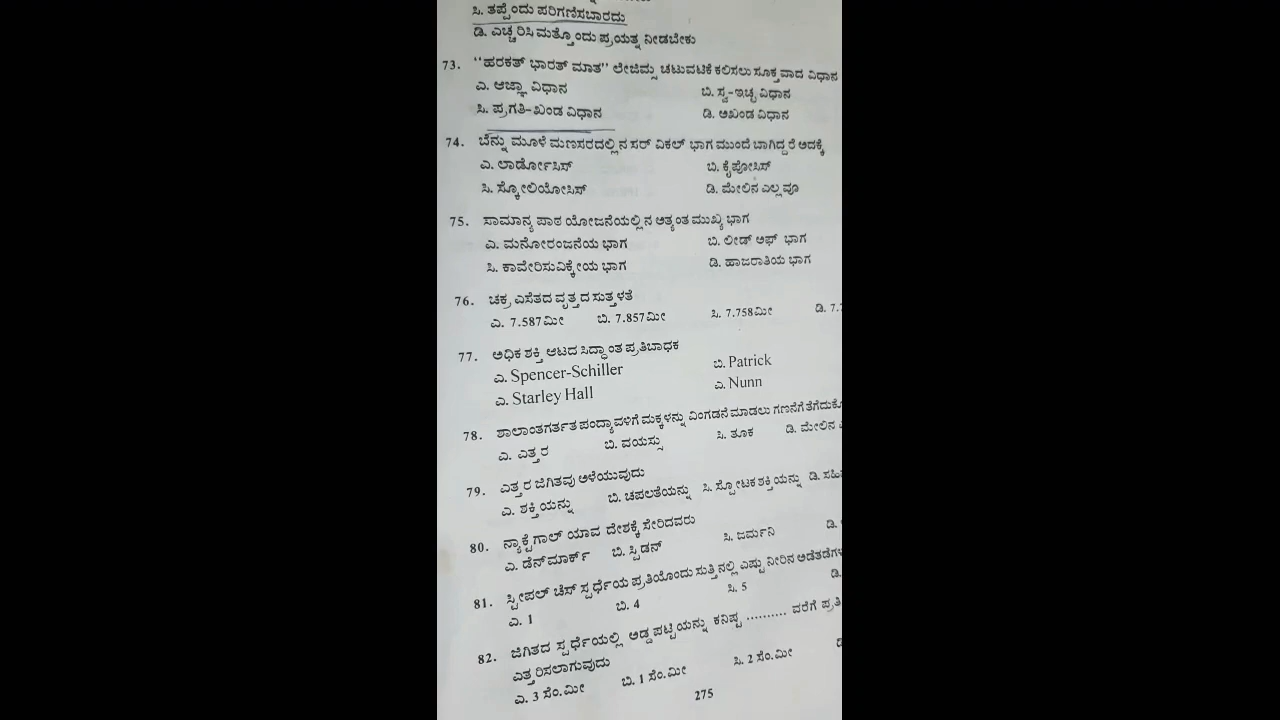 ಸಿ. ತಪ್ಪೆಂದು ಪರಿಗಣಿಸಬಾರದು
ಡಿ. ಎಚ್ಚರಿಸಿ ಮತ್ತೊಂದು ಪ್ರಯತ್ನ ನೀಡಬೇಕು
73. "ಹರಕತ್ ಭಾರತ್ ಮಾತ" ಲೇಜಿಮ್ಸ ಚಟುವಟಿಕೆ ಕಲಿಸಲು ಸೂಕ್ತವಾದ ವಿಧಾನ
ಎ. ಆಜ್ಞಾ ವಿಧಾನ ಬಿ. ಸ್ವ-ಇಚ್ಛ ವಿಧಾನ
ಸಿ. ಪ್ರಗತಿ-ಖಂಡ ವಿಧಾನ ಡಿ. ಅಖಂಡ ವಿಧಾನ
74. ಬೆನ್ನು ಮೂಳೆ ಮಣಸರದಲ್ಲಿನ ಸರ್ ವಿಕಲ್ ಭಾಗ ಮುಂದೆ ಬಾಗಿದ್ದರೆ ಅದಕ್ಕೆ
ಎ. ಲಾರ್ಡೋಸಿಸ್ ಬಿ. ಕೈಪೋಸಿಸ್
ಸಿ. ಸ್ಕೋಲಿಯೋಸಿಸ್ ಡಿ. ಮೇಲಿನ ಎಲ್ಲವೂ
75. ಸಾಮಾನ್ಯ ಪಾಠ ಯೋಜನೆಯಲ್ಲಿನ ಅತ್ಯಂತ ಮುಖ್ಯ ಭಾಗ
ಎ. ಮನೋರಂಜನೆಯ ಭಾಗ ಬಿ. ಲೀಡ್ ಅಫ್ ಭಾಗ
ಸಿ. ಕಾವೇರಿಸುವಿಕ್ಕೇಯ ಭಾಗ ಡಿ. ಹಾಜರಾತಿಯ ಭಾಗ
76. ಚಕ್ರ ಎಸೆತದ ವೃತ್ತದ ಸುತ್ತಳತೆ
ಎ. 7.587ಮೀ ಬಿ. 7.857ಮೀ ಸಿ. 7.758ಮೀ ಡಿ.
77. ಅಧಿಕ ಶಕ್ತಿ ಆಟದ ಸಿದ್ಧಾಂತ ಪ್ರತಿಬಾಧಕ
ಎ. Spencer-Schiller ಬಿ. Patrick
ಎ. Starley Hall ಎ. Nunn
78. ಶಾಲಾಂತಗರ್ತತ ಪಂದ್ಯಾವಳಿಗೆ ಮಕ್ಕಳನ್ನು ವಿಂಗಡನೆ ಮಾಡಲು ಗಣನೆಗೆ
ಎ. ಎತ್ತರ ಬಿ. ವಯಸ್ಸು ಸಿ. ತೂಕ ಡಿ. ಮೇಲಿನ
79. ಎತ್ತರ ಜಿಗಿತವು ಅಳೆಯುವುದು
ಎ. ಶಕ್ತಿಯನ್ನು ಬಿ. ಚಪಲತೆಯನ್ನು ಸಿ. ಸ್ಪೋಟಕ ಶಕ್ತಿಯನ್ನು ಡಿ.
80. ನ್ಯಾಕ್ಟೆಗಾಲ್ ಯಾವ ದೇಶಕ್ಕೆ ಸೇರಿದವರು
ಎ. ಡೆನ್‌ಮಾರ್ಕ್ ಬಿ. ಸ್ವಿಡನ್ ಸಿ. ಜರ್ಮನಿ ಡಿ.
81. ಸ್ಟೀಪಲ್ ಚೆಸ್ ಸ್ಪರ್ಧೆಯ ಪ್ರತಿಯೊಂದು ಸುತ್ತಿನಲ್ಲಿ ಎಷ್ಟು ನೀರಿನ
ಎ. 1 ಬಿ. 4 ಸಿ. 5 ಡಿ.
82. ಜಿಗಿತದ ಸ್ಪರ್ಧೆಯಲ್ಲಿ ಅಡ್ಡಪಟ್ಟಿಯನ್ನು ಕನಿಷ್ಠ .......... ವರೆಗೆ ಪ್ರತಿ
ಎತ್ತರಿಸಲಾಗುವುದು
ಎ. 3 ಸೆಂ.ಮೀ ಬಿ. 1 ಸೆಂ.ಮೀ ಸಿ. 2 ಸೆಂ.ಮೀ
275